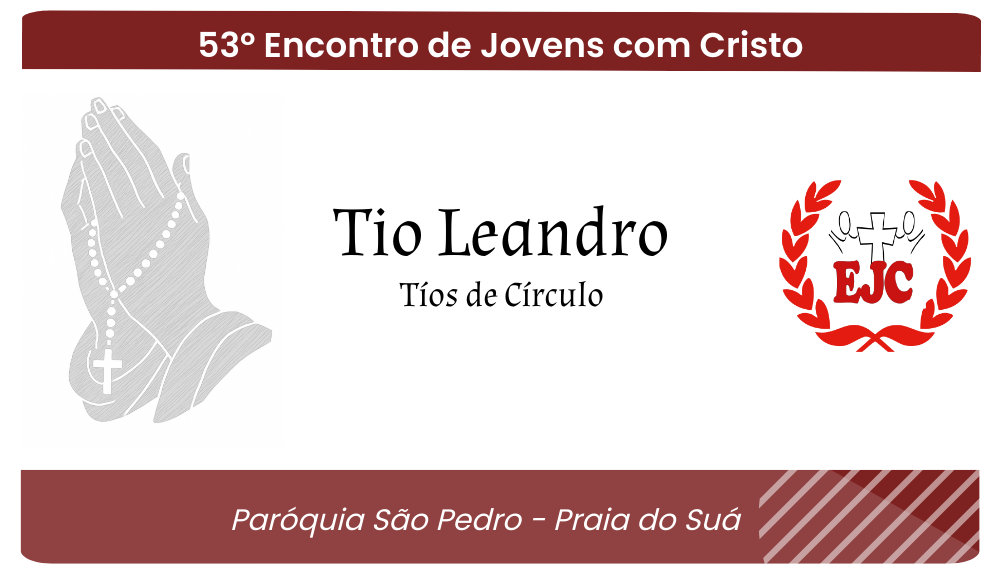 53º Encontro de Jovens com Cristo
Tio Leandro
Tíos de Círculo
EJC
Paróquia São Pedro - Praia do Suá